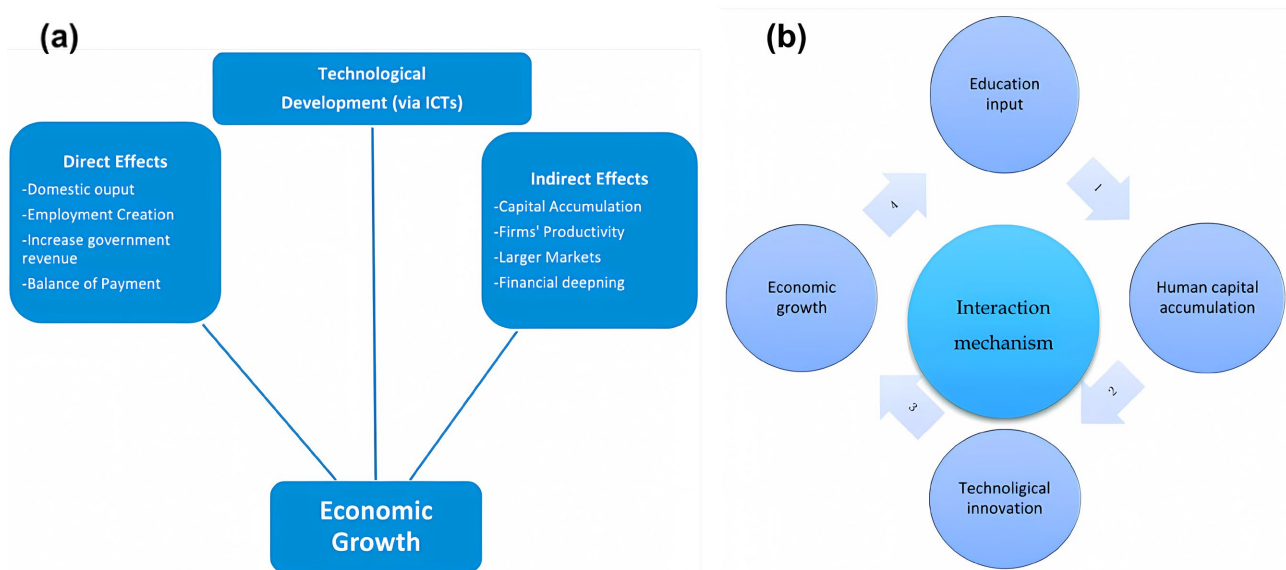 (a)
Technological
Development (via ICTs)
Direct Effects
-Domestic ouput
-Employment Creation
-Increase government
revenue
-Balance of Payment
Indirect Effects
-Capital Accumulation
-Firms' Productivity
-Larger Markets
-Financial deepning
Economic
Growth
(b)
Education
input
1
Human capital
accumulation
2
Technoligical
innovation
3
Economic
growth
4
Interaction
mechanism